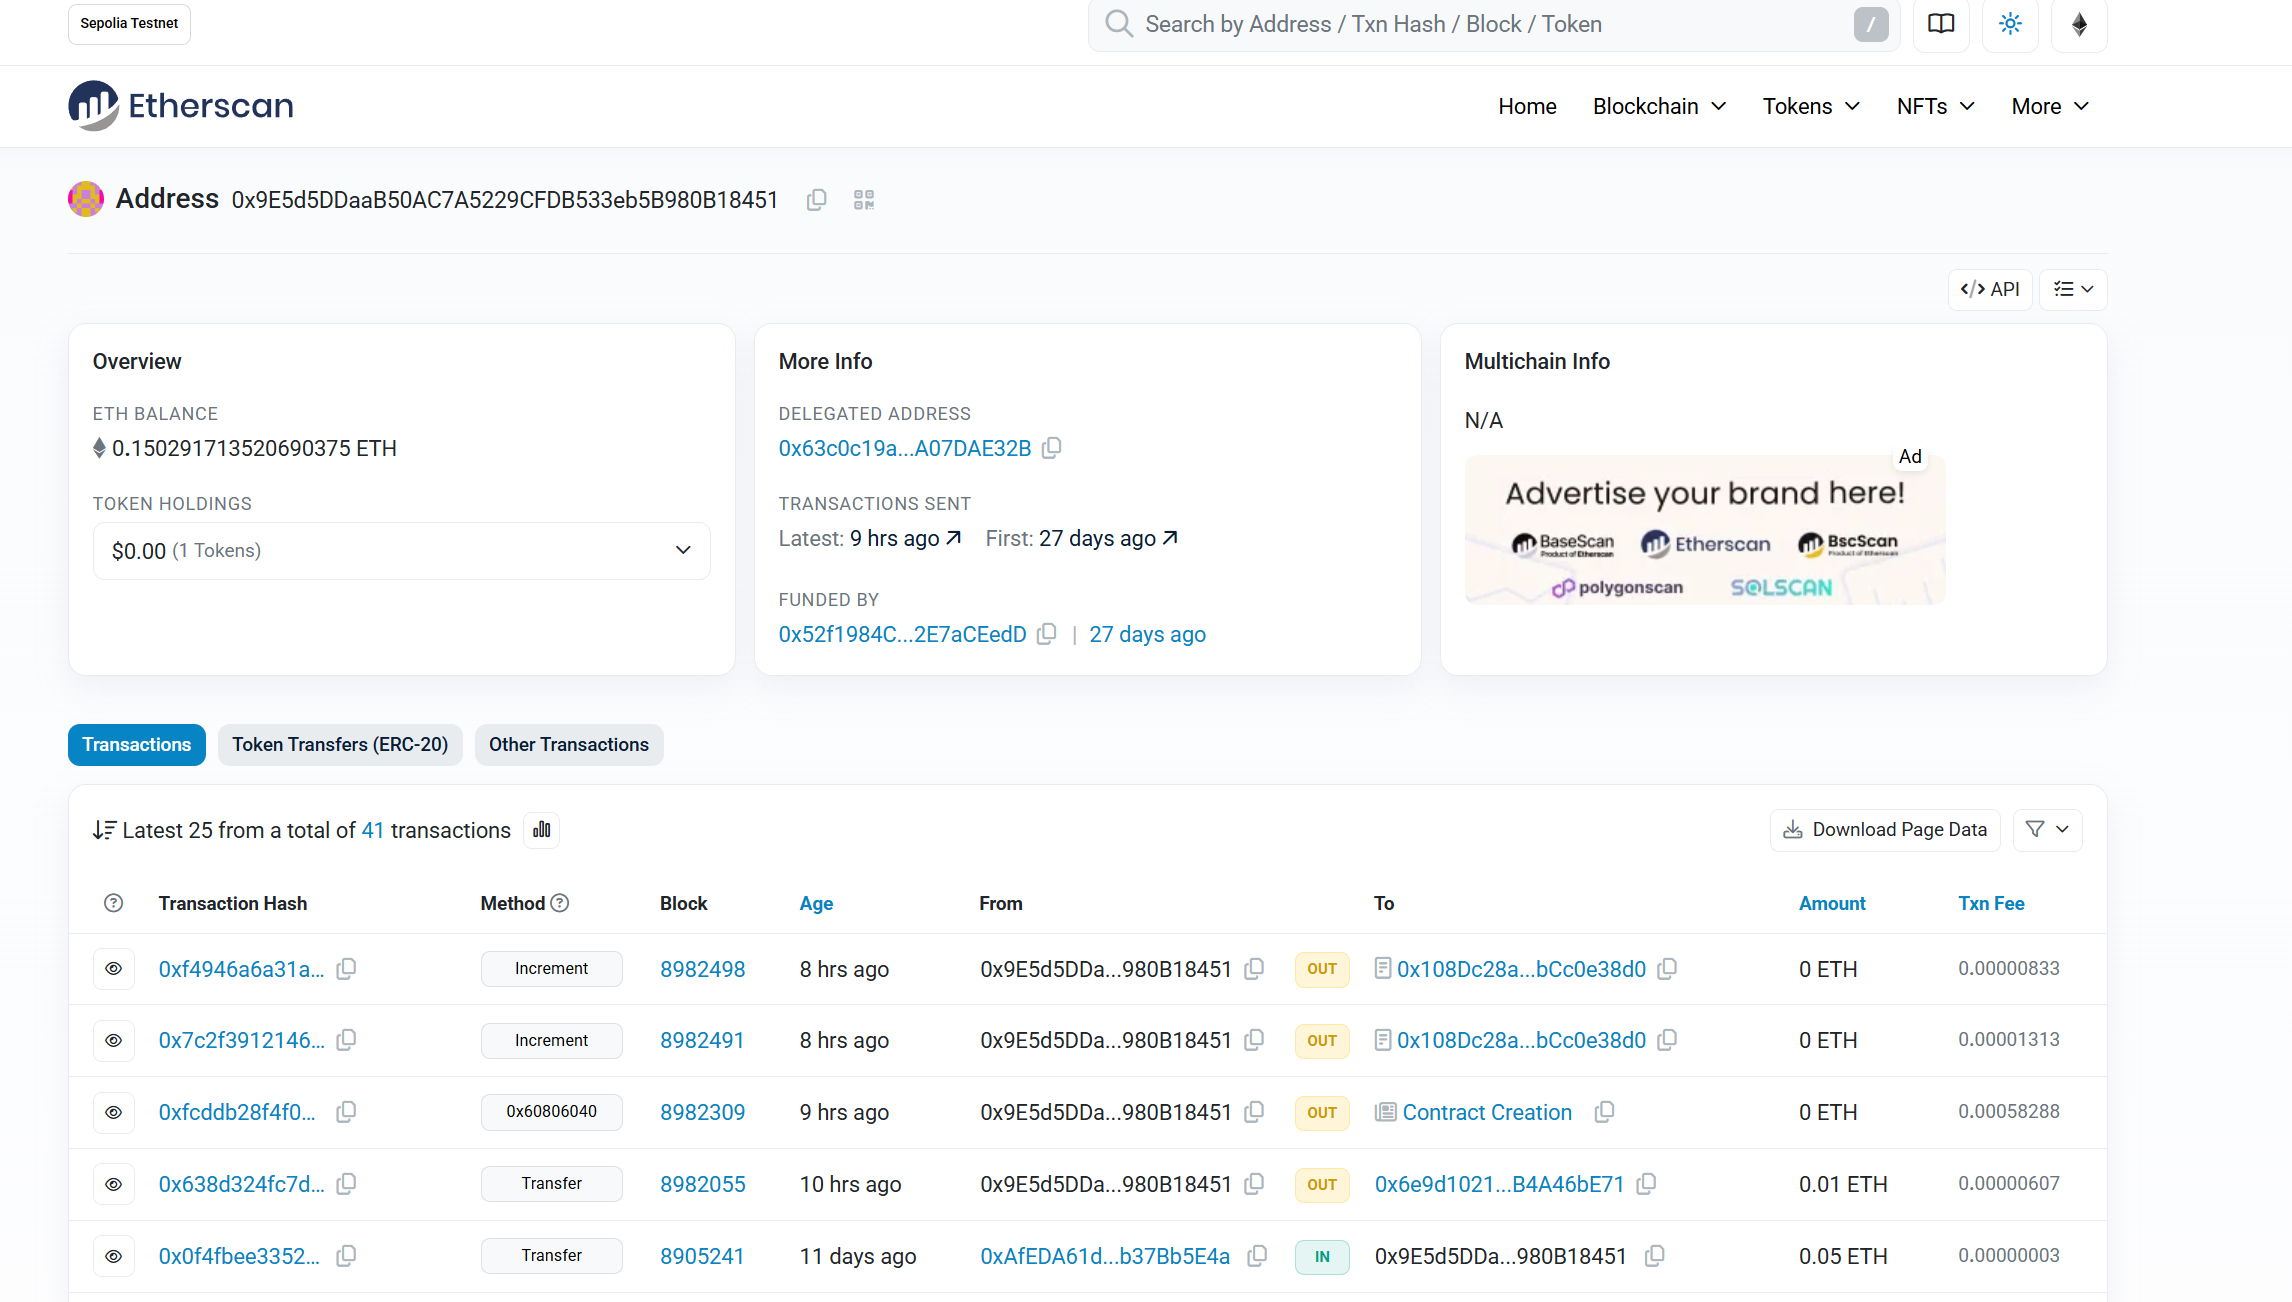 Sepolia Testnet
Search by Address / Txn Hash / Block / Token
/
Etherscan
Home Blockchain Tokens NFTs More
Address 0x9E5d5DDaaB50AC7A5229CFDB533eb5B980B18451
API
Overview
ETH BALANCE
0.150291713520690375 ETH
TOKEN HOLDINGS
$0.00 (1 Tokens)
More Info
DELEGATED ADDRESS
0x63c0c19a...A07DAE32B
TRANSACTIONS SENT
Latest: 9 hrs ago First: 27 days ago
FUNDED BY
0x52f1984C...2E7aCEedD | 27 days ago
Multichain Info
N/A
Ad
Advertise your brand here!
BaseScan Product of Etherscan Etherscan BscScan Product of Etherscan
polygonscan SOLSCAN
Transactions Token Transfers (ERC-20) Other Transactions
Latest 25 from a total of 41 transactions
Download Page Data
Transaction Hash Method Block Age From To Amount Txn Fee
0xf4946a6a31a... Increment 8982498 8 hrs ago 0x9E5d5DDa...980B18451 OUT 0x108Dc28a...bCc0e38d0 0 ETH 0.00000833
0x7c2f3912146... Increment 8982491 8 hrs ago 0x9E5d5DDa...980B18451 OUT 0x108Dc28a...bCc0e38d0 0 ETH 0.00001313
0xfcddb28f4f0... 0x60806040 8982309 9 hrs ago 0x9E5d5DDa...980B18451 OUT Contract Creation 0 ETH 0.00058288
0x638d324fc7d... Transfer 8982055 10 hrs ago 0x9E5d5DDa...980B18451 OUT 0x6e9d1021...B4A46bE71 0.01 ETH 0.00000607
0x0f4fbee3352... Transfer 8905241 11 days ago 0xAfEDA61d...b37Bb5E4a IN 0x9E5d5DDa...980B18451 0.05 ETH 0.00000003